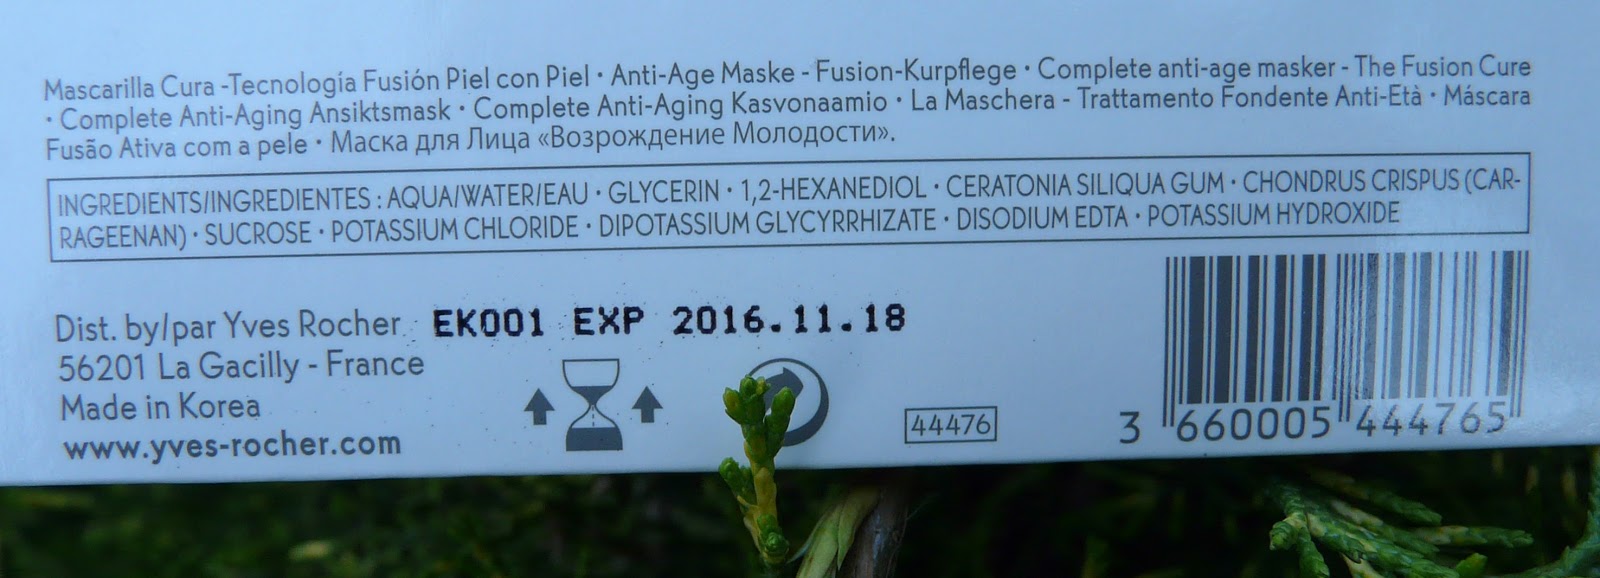 Mascarilla Cura -Tecnología Fusión Piel con Piel · Anti-Age Maske - Fusion-Kurpflege · Complete anti-age masker - The Fusion Cure
· Complete Anti-Aging Ansiktsmask · Complete Anti-Aging Kasvonaamio · La Maschera - Trattamento Fondente Anti-Età · Máscara
Fusão Ativa com a pele · Маска для Лица «Возрождение Молодости».
INGREDIENTS/INGREDIENTES : AQUA/WATER/EAU · GLYCERIN · 1,2-HEXANEDIOL · CERATONIA SILIQUA GUM · CHONDRUS CRISPUS (CAR-
RAGEENAN) · SUCROSE · POTASSIUM CHLORIDE · DIPOTASSIUM GLYCYRRHIZATE · DISODIUM EDTA · POTASSIUM HYDROXIDE
Dist. by/par Yves Rocher EK001 EXP 2016.11.18
56201 La Gacilly - France
Made in Korea
www.yves-rocher.com
44476
3 660005 444765